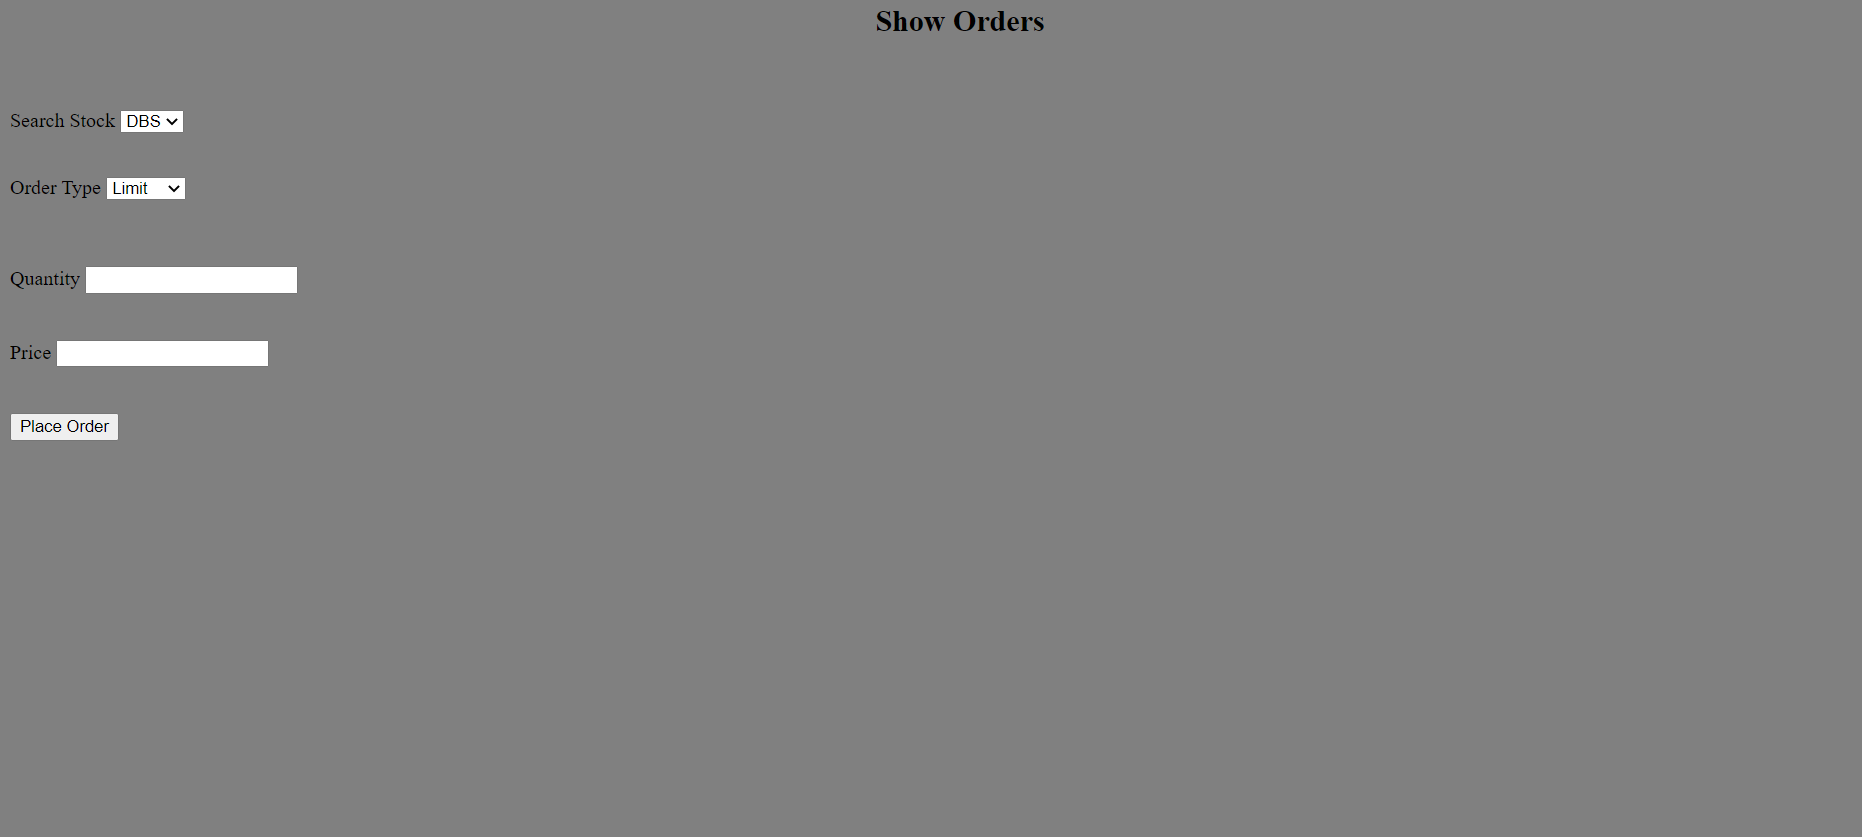 Show Orders
Search Stock DBS
Order Type Limit
Quantity
Price
Place Order